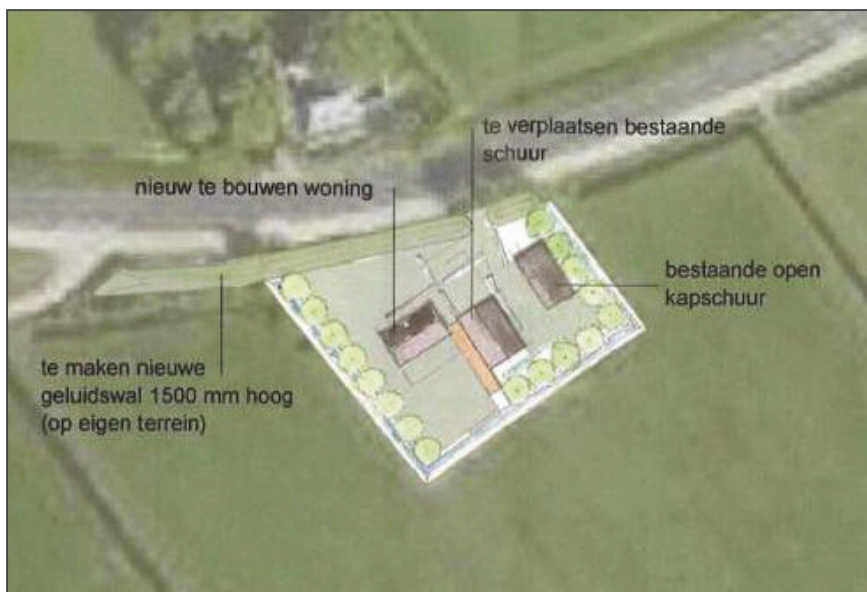 te verplaatsen bestaande
schuur
nieuw te bouwen woning
bestaande open
kapschuur
te maken nieuwe
geluidswal 1500 mm hoog
(op eigen terrein)